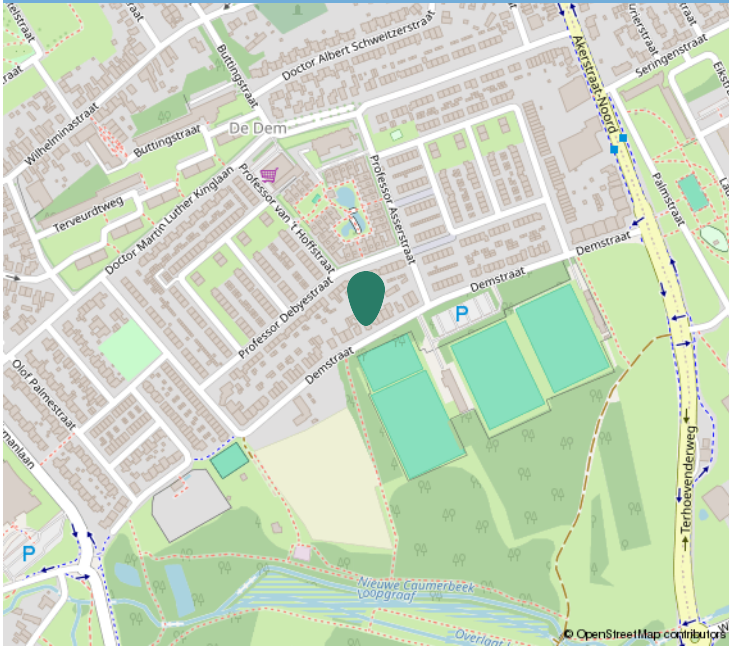 Doctor Albert Schweitzerstraat
Akerstraat-Noord
Seringenstraat
Buttingstraat
Wilhelminastraat
De Dem
Buttingstraat
Professor Asserstraat
Palmstraat
Professor van 't Hoffstraat
Terveurdtweg
Doctor Martin Luther Kinglaan
Demstraat
Demstraat
P
Professor Debyestraat
Demstraat
Olof Palmestraat
Terhoevenderweg
P
Nieuwe Caumerbeek
Loopgraaf
© OpenStreetMap contributors